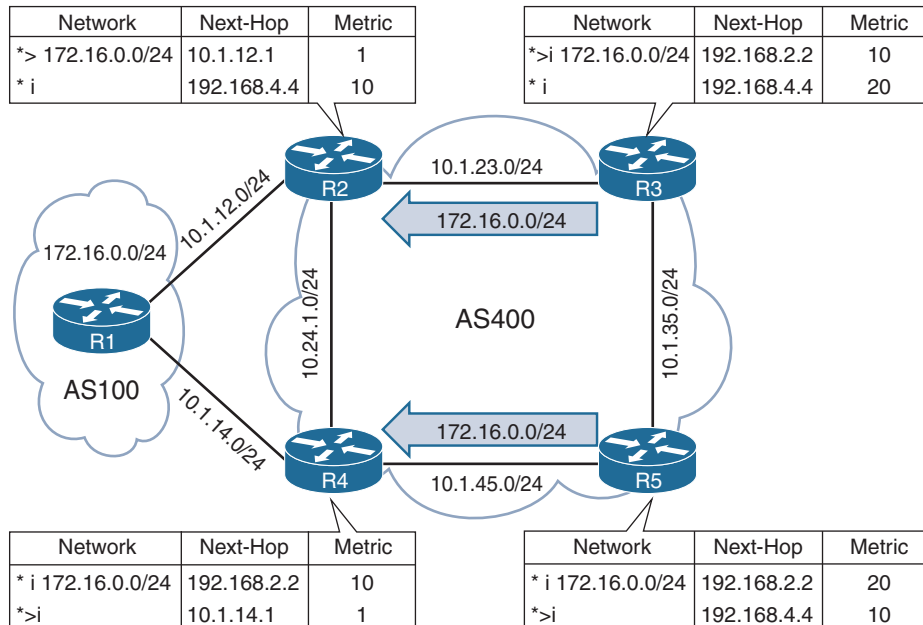 Network Next-Hop Metric
*> 172.16.0.0/24 10.1.12.1 1
* i 192.168.4.4 10
Network Next-Hop Metric
*>i 172.16.0.0/24 192.168.2.2 10
* i 192.168.4.4 20
R2
10.1.23.0/24
R3
172.16.0.0/24
10.1.12.0/24
172.16.0.0/24
R1
AS100
10.24.1.0/24
AS400
10.1.35.0/24
10.1.14.0/24
172.16.0.0/24
R4
10.1.45.0/24
R5
Network Next-Hop Metric
* i 172.16.0.0/24 192.168.2.2 10
*>i 10.1.14.1 1
Network Next-Hop Metric
* i 172.16.0.0/24 192.168.2.2 20
*>i 192.168.4.4 10